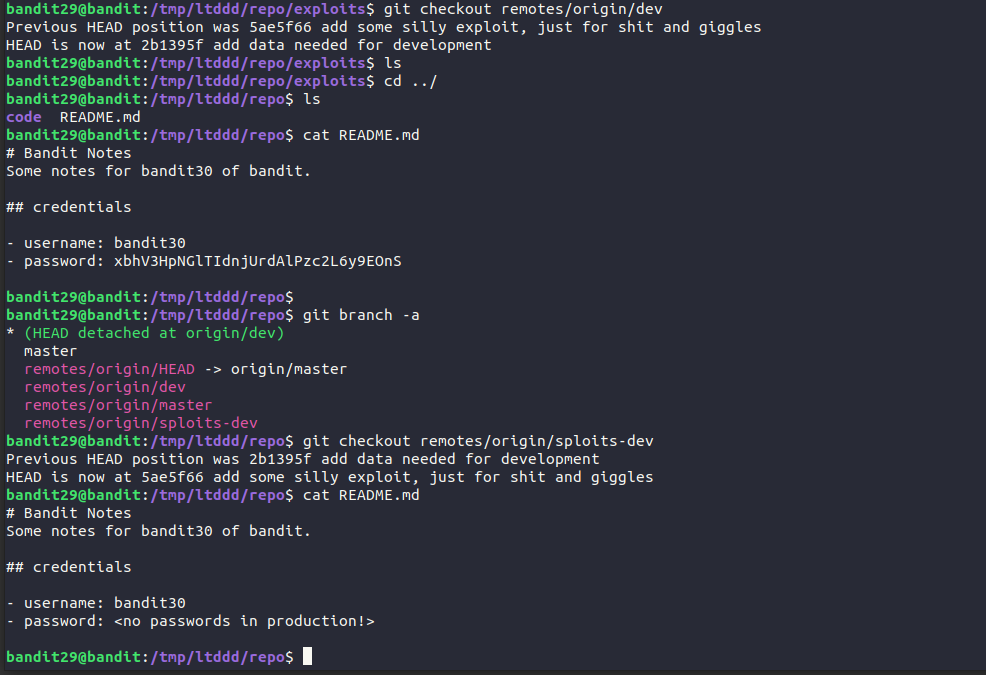 bandit29@bandit:/tmp/ltddd/repo/exploits$ git checkout remotes/origin/dev
Previous HEAD position was 5ae5f66 add some silly exploit, just for shit and giggles
HEAD is now at 2b1395f add data needed for development
bandit29@bandit:/tmp/ltddd/repo/exploits$ ls
bandit29@bandit:/tmp/ltddd/repo/exploits$ cd ../
bandit29@bandit:/tmp/ltddd/repo$ ls
code  README.md
bandit29@bandit:/tmp/ltddd/repo$ cat README.md
# Bandit Notes
Some notes for bandit30 of bandit.

## credentials

- username: bandit30
- password: xbhV3HpNGlTIdnjUrdAlPzc2L6y9EOnS

bandit29@bandit:/tmp/ltddd/repo$
bandit29@bandit:/tmp/ltddd/repo$ git branch -a
* (HEAD detached at origin/dev)
  master
  remotes/origin/HEAD -> origin/master
  remotes/origin/dev
  remotes/origin/master
  remotes/origin/sploits-dev
bandit29@bandit:/tmp/ltddd/repo$ git checkout remotes/origin/sploits-dev
Previous HEAD position was 2b1395f add data needed for development
HEAD is now at 5ae5f66 add some silly exploit, just for shit and giggles
bandit29@bandit:/tmp/ltddd/repo$ cat README.md
# Bandit Notes
Some notes for bandit30 of bandit.

## credentials

- username: bandit30
- password: <no passwords in production!>

bandit29@bandit:/tmp/ltddd/repo$